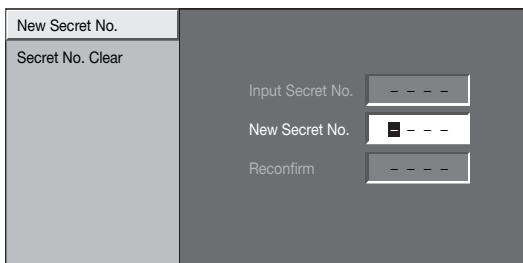 New Secret No.
Secret No. Clear
Input Secret No. – – – –
New Secret No. – – – –
Reconfirm – – – –